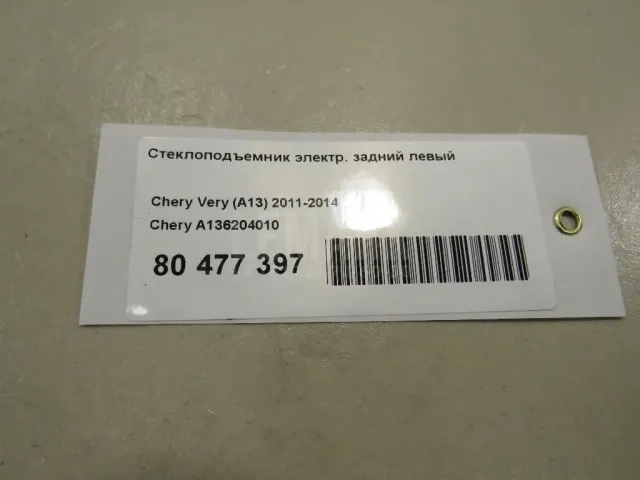 Стеклоподъемник электр. задний левый
Chery Very (A13) 2011-2014
Chery A136204010
80 477 397